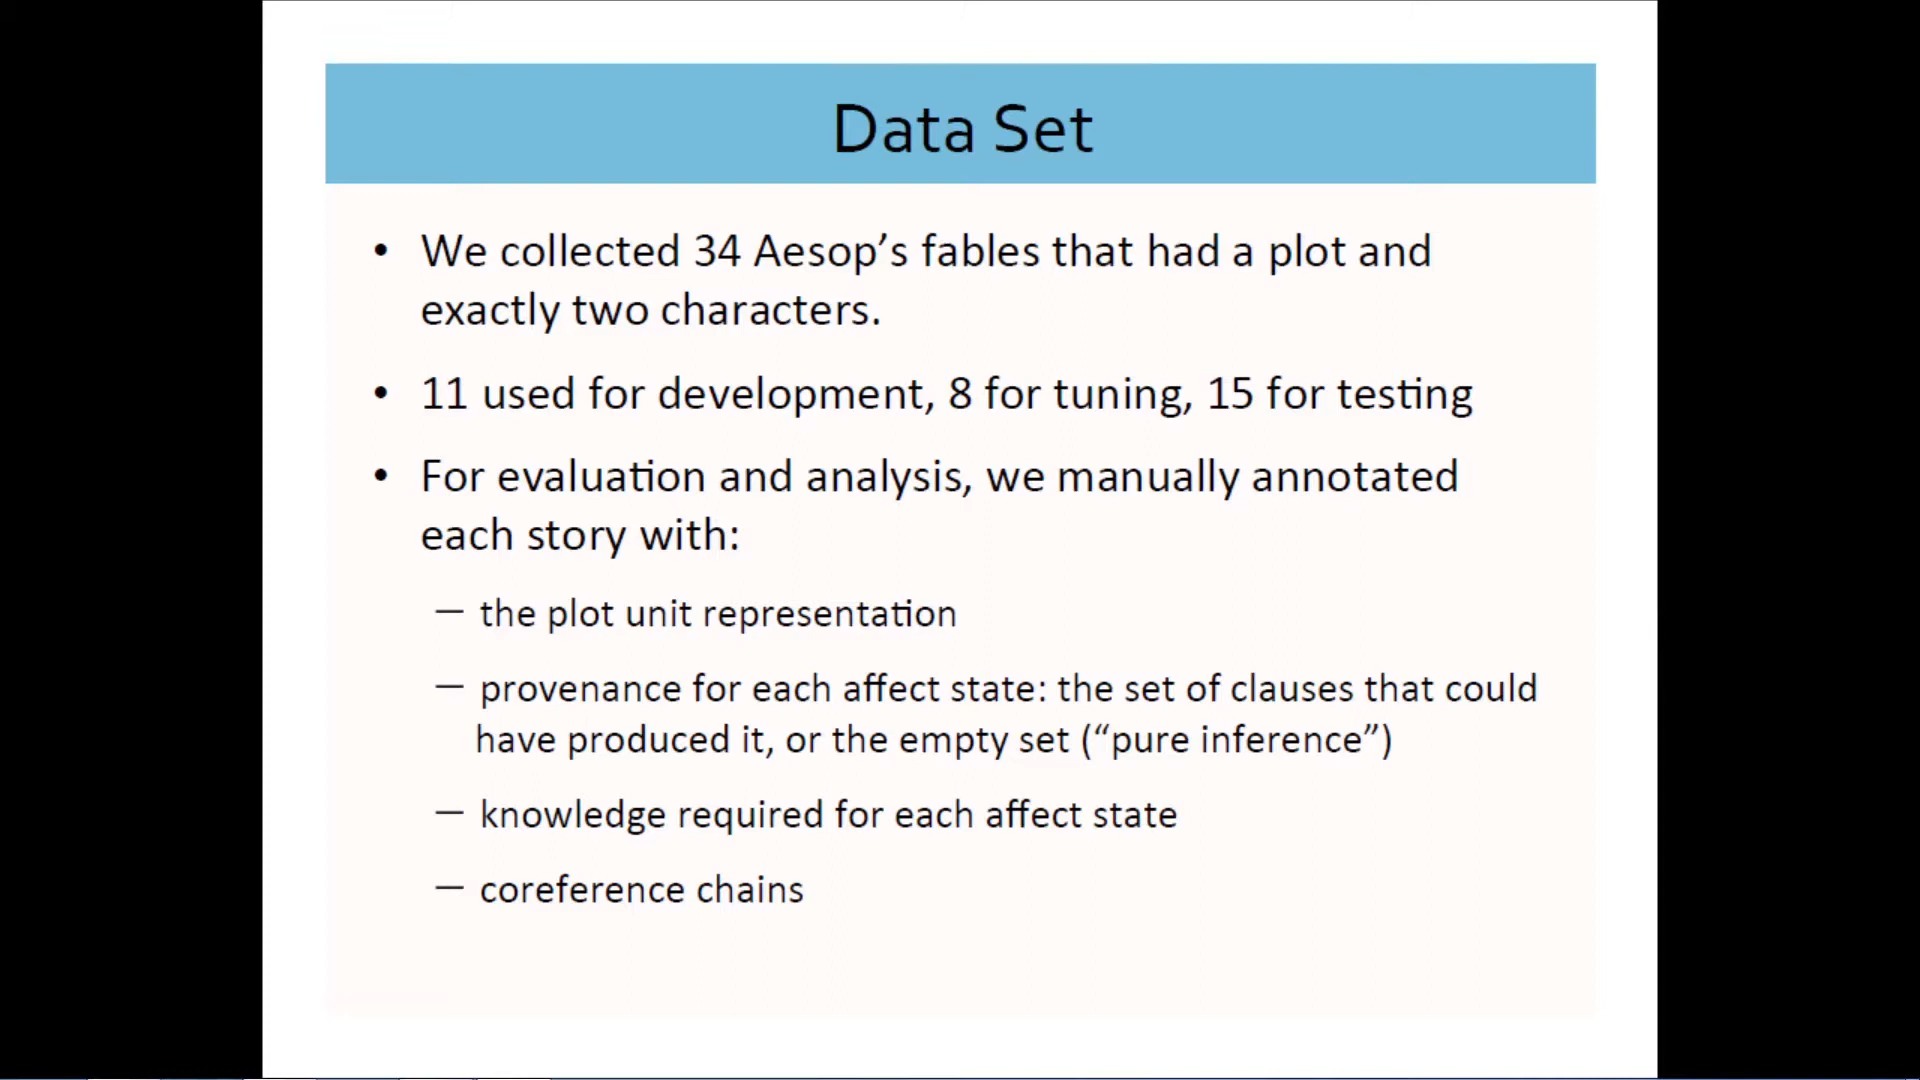 Data Set
• We collected 34 Aesop’s fables that had a plot and
exactly two characters.
• 11 used for development, 8 for tuning, 15 for testing
• For evaluation and analysis, we manually annotated
each story with:
— the plot unit representation
— provenance for each affect state: the set of clauses that could
have produced it, or the empty set (“pure inference”)
— knowledge required for each affect state
— coreference chains